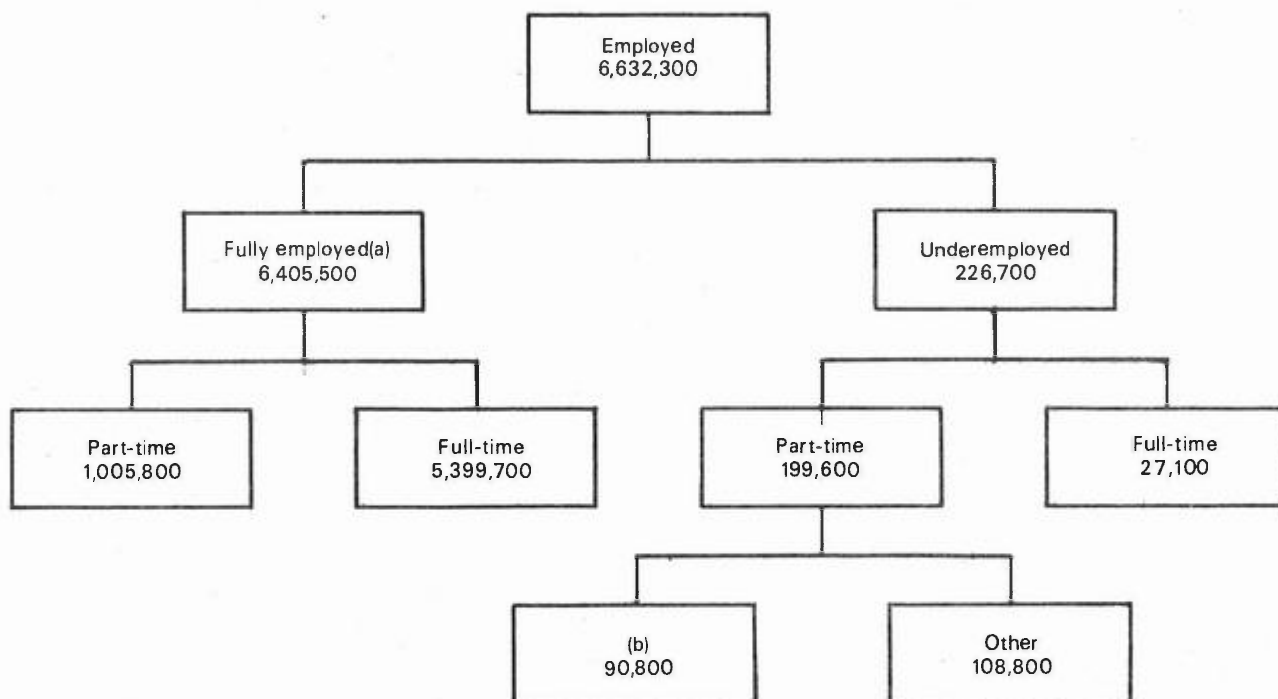 Employed
6,632,300
Fully employed(a)
6,405,500
Underemployed
226,700
Part-time
1,005,800
Full-time
5,399,700
Part-time
199,600
Full-time
27,100
(b)
90,800
Other
108,800